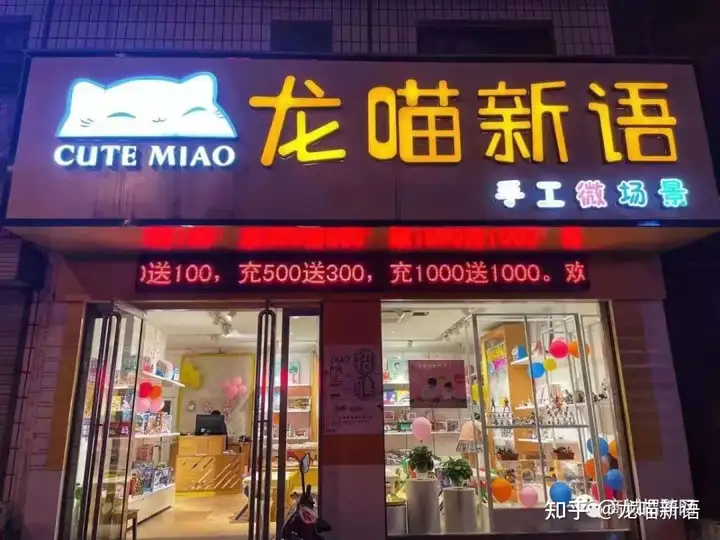 CUTE MIAO
龙喵新语
手工微场景
送100，充500送300，充1000送1000。欢
知乎 @龙喵新语